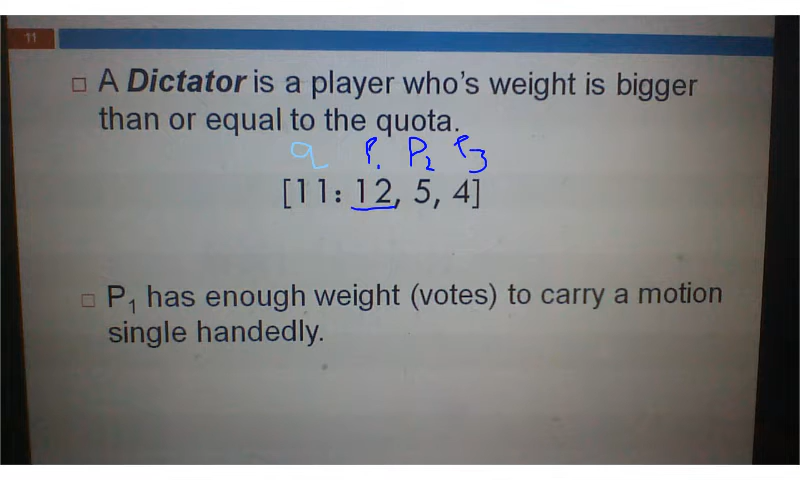 11
□ A Dictator is a player who's weight is bigger
than or equal to the quota.
q P₁ P₂ P₃
[11: 12, 5, 4]
□ P₁ has enough weight (votes) to carry a motion
single handedly.